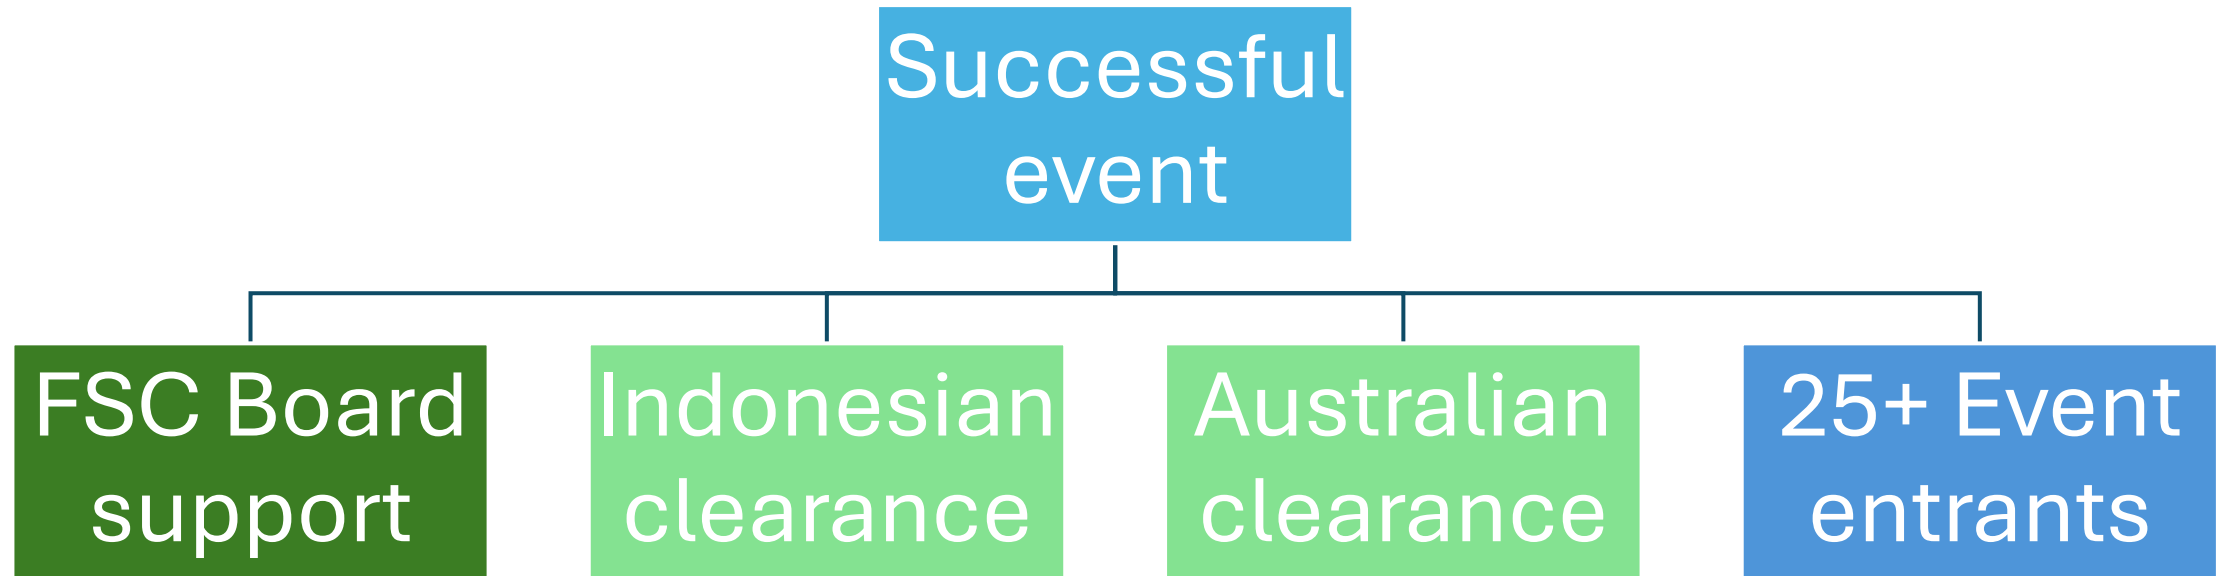 Successful
event
FSC Board
support
Indonesian
clearance
Australian
clearance
25+ Event
entrants